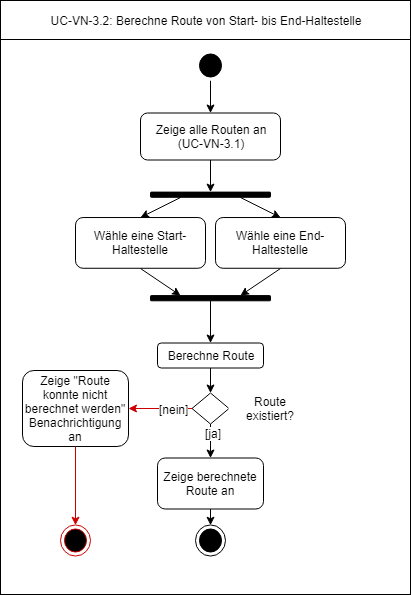 UC-VN-3.2: Berechne Route von Start- bis End-Haltestelle
Zeige alle Routen an
(UC-VN-3.1)
Wähle eine Start-
Haltestelle
Wähle eine End-
Haltestelle
Berechne Route
Zeige "Route
konnte nicht
berechnet werden"
Benachrichtigung
an
[nein]
Route
existiert?
[ja]
Zeige berechnete
Route an